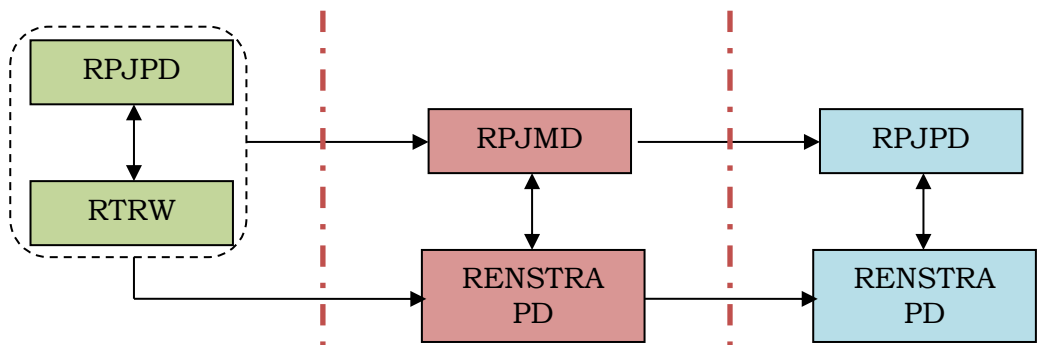 RPJPD
RTRW
RPJMD
RENSTRA
PD
RPJPD
RENSTRA
PD